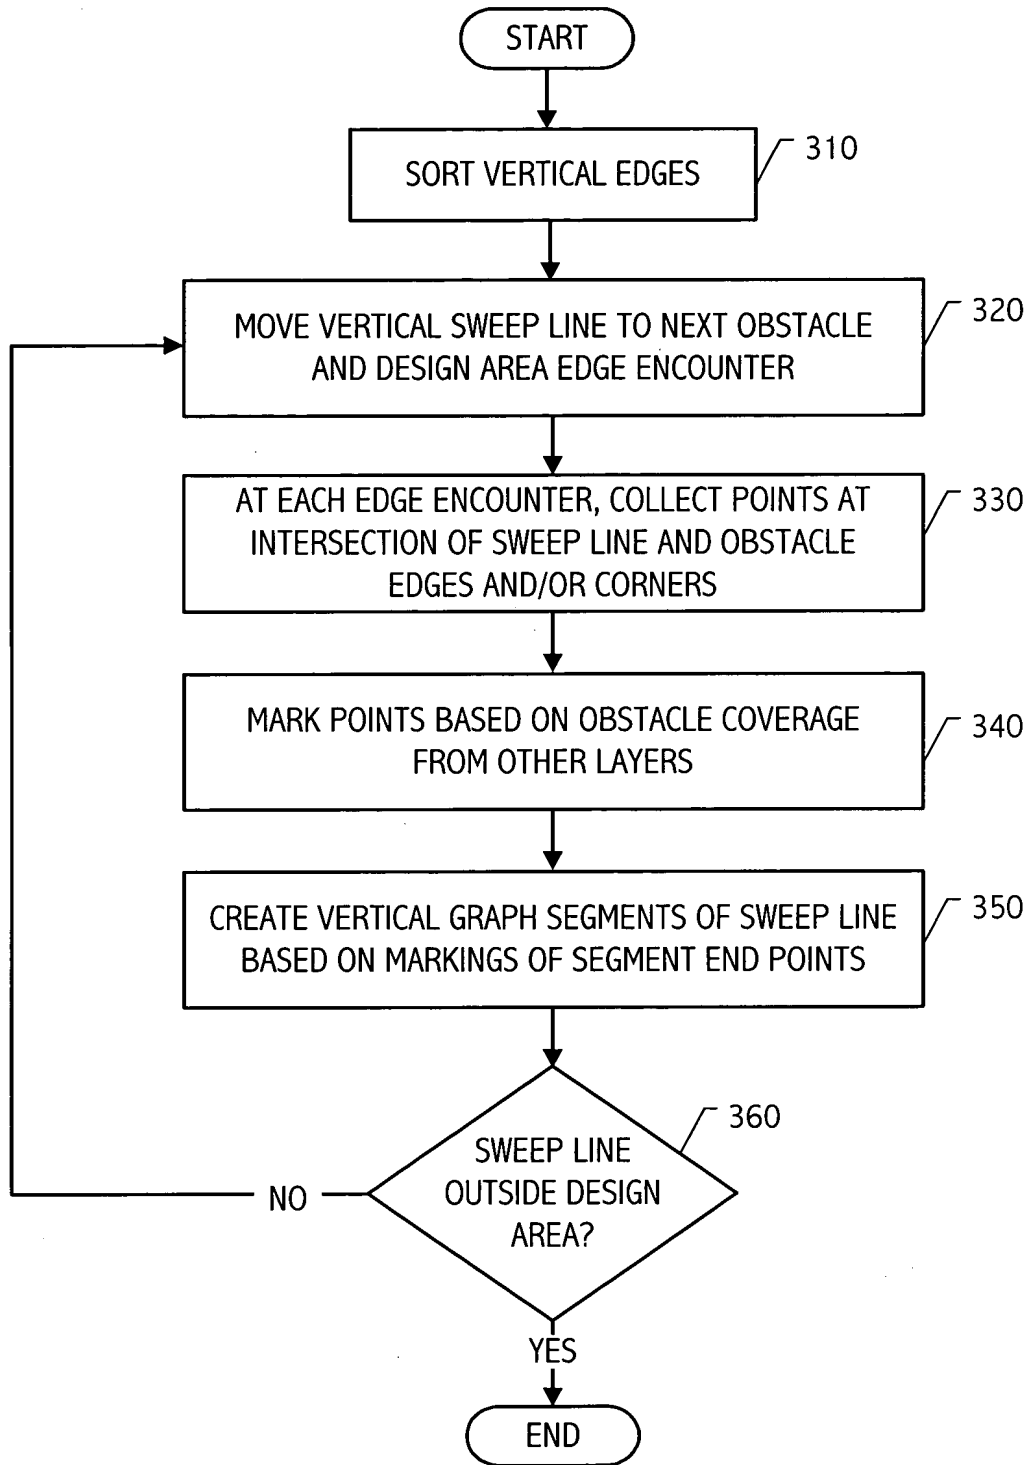 START
SORT VERTICAL EDGES
310
MOVE VERTICAL SWEEP LINE TO NEXT OBSTACLE
AND DESIGN AREA EDGE ENCOUNTER
320
AT EACH EDGE ENCOUNTER, COLLECT POINTS AT
INTERSECTION OF SWEEP LINE AND OBSTACLE
EDGES AND/OR CORNERS
330
MARK POINTS BASED ON OBSTACLE COVERAGE
FROM OTHER LAYERS
340
CREATE VERTICAL GRAPH SEGMENTS OF SWEEP LINE
BASED ON MARKINGS OF SEGMENT END POINTS
350
SWEEP LINE
OUTSIDE DESIGN
AREA?
360
NO
YES
END